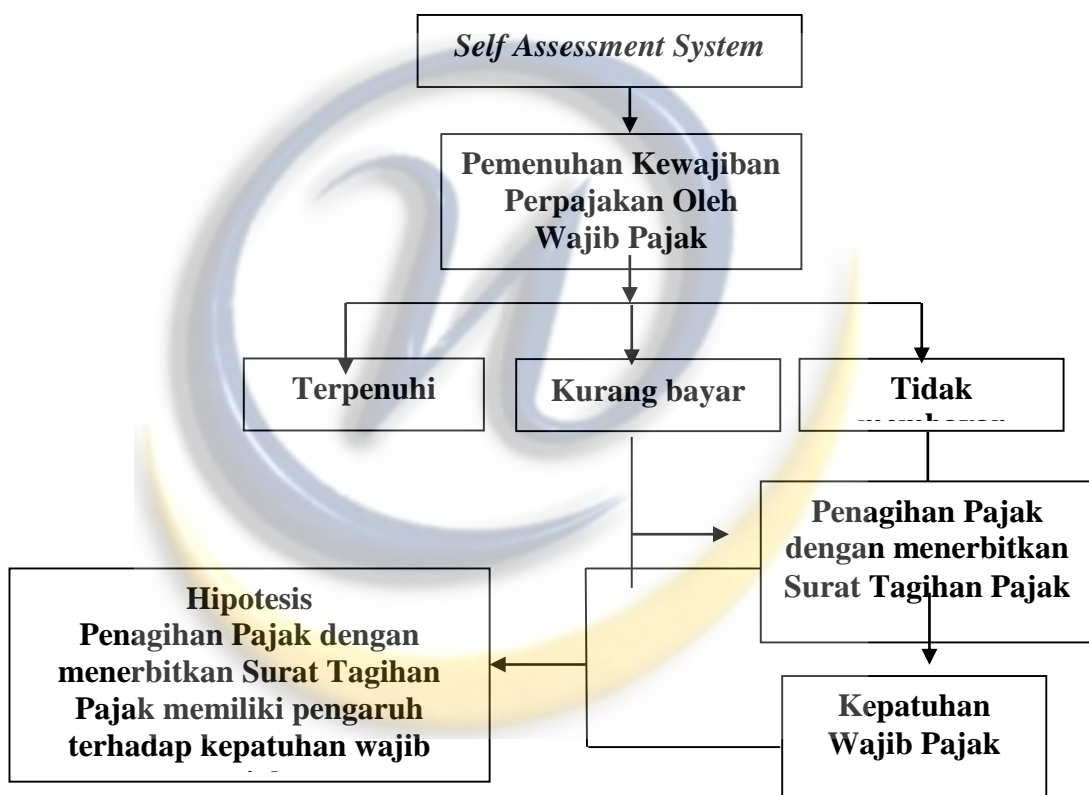 Self Assessment System
Pemenuhan Kewajiban
Perpajakan Oleh
Wajib Pajak
Terpenuhi
Kurang bayar
Tidak
Penagihan Pajak
dengan menerbitkan
Surat Tagihan Pajak
Hipotesis
Penagihan Pajak dengan
menerbitkan Surat Tagihan
Pajak memiliki pengaruh
terhadap kepatuhan wajib
Kepatuhan
Wajib Pajak